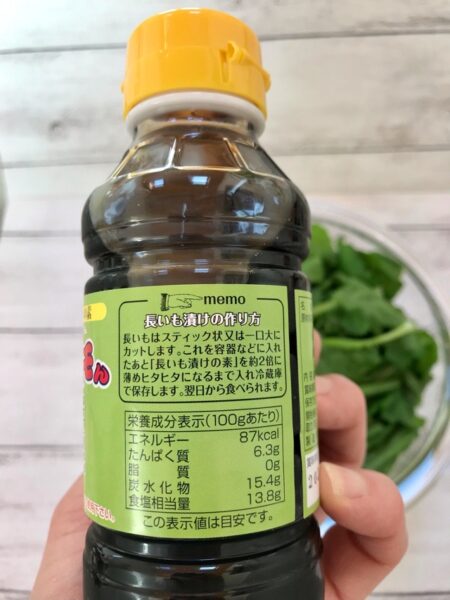 memo
長いも漬けの作り方
長いもはスティック状又は一口大に
カットします。これを容器などに入れ
たあと「長いも漬けの素」を約2倍に
薄めヒタヒタになるまで入れ冷蔵庫
で保存します。翌日から食べられます。
栄養成分表示(100gあたり)
エネルギー 87kcal
たんぱく質 6.3g
脂質 0g
炭水化物 15.4g
食塩相当量 13.8g
この表示値は目安です。